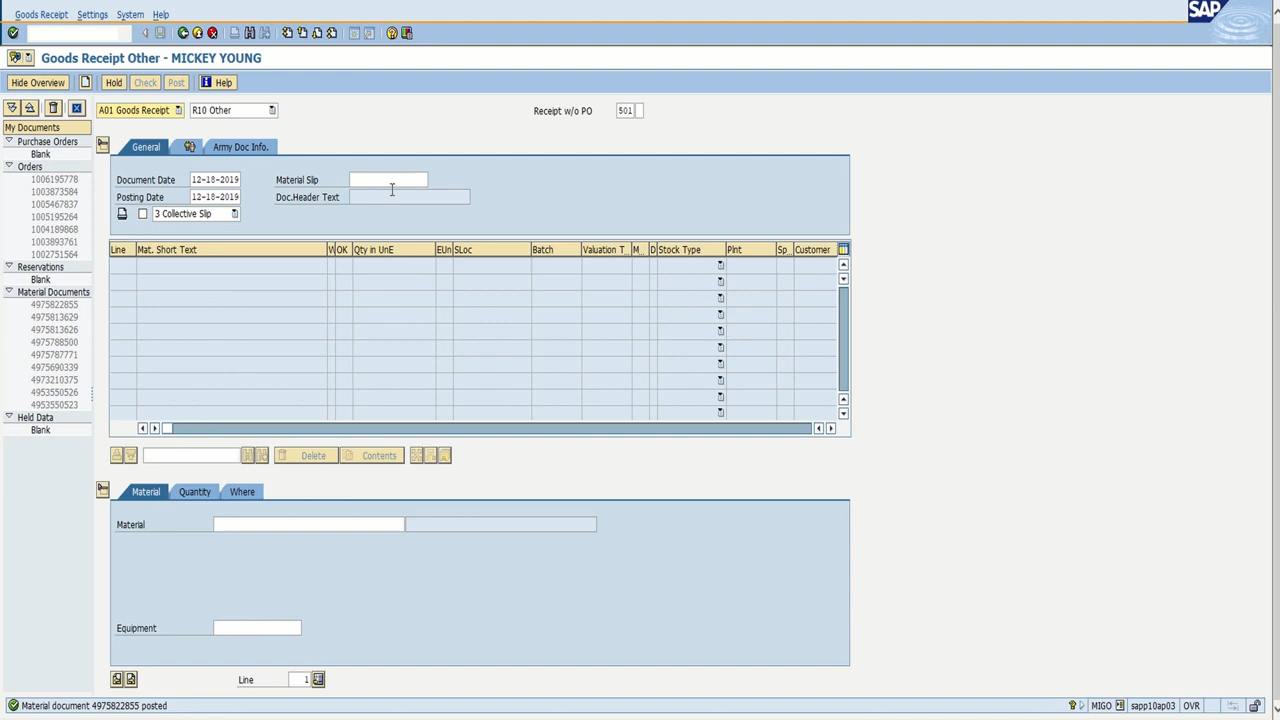 Goods Receipt Settings System Help
SAP
Goods Receipt Other - MICKEY YOUNG
Hide Overview Hold Check Post Help
A01 Goods Receipt R10 Other Receipt w/o PO 501
My Documents
Purchase Orders
Blank
Orders
1006195778
1003873584
1005467837
1005195264
1004189868
1003893761
1002751564
Reservations
Blank
Material Documents
4975822855
4975813629
4975813626
4975788500
4975787771
4975690339
4973210375
4953550526
4953550523
Held Data
Blank
General Army Doc Info.
Document Date 12-18-2019 Material Slip
Posting Date 12-18-2019 Doc.Header Text
3 Collective Slip
Line Mat. Short Text W OK Qty in UnE EUn SLoc Batch Valuation T... M... D Stock Type Plnt Sp... Customer
Delete Contents
Material Quantity Where
Material
Equipment
Line 1
Material document 4975822855 posted MIGO sapp10ap03 OVR